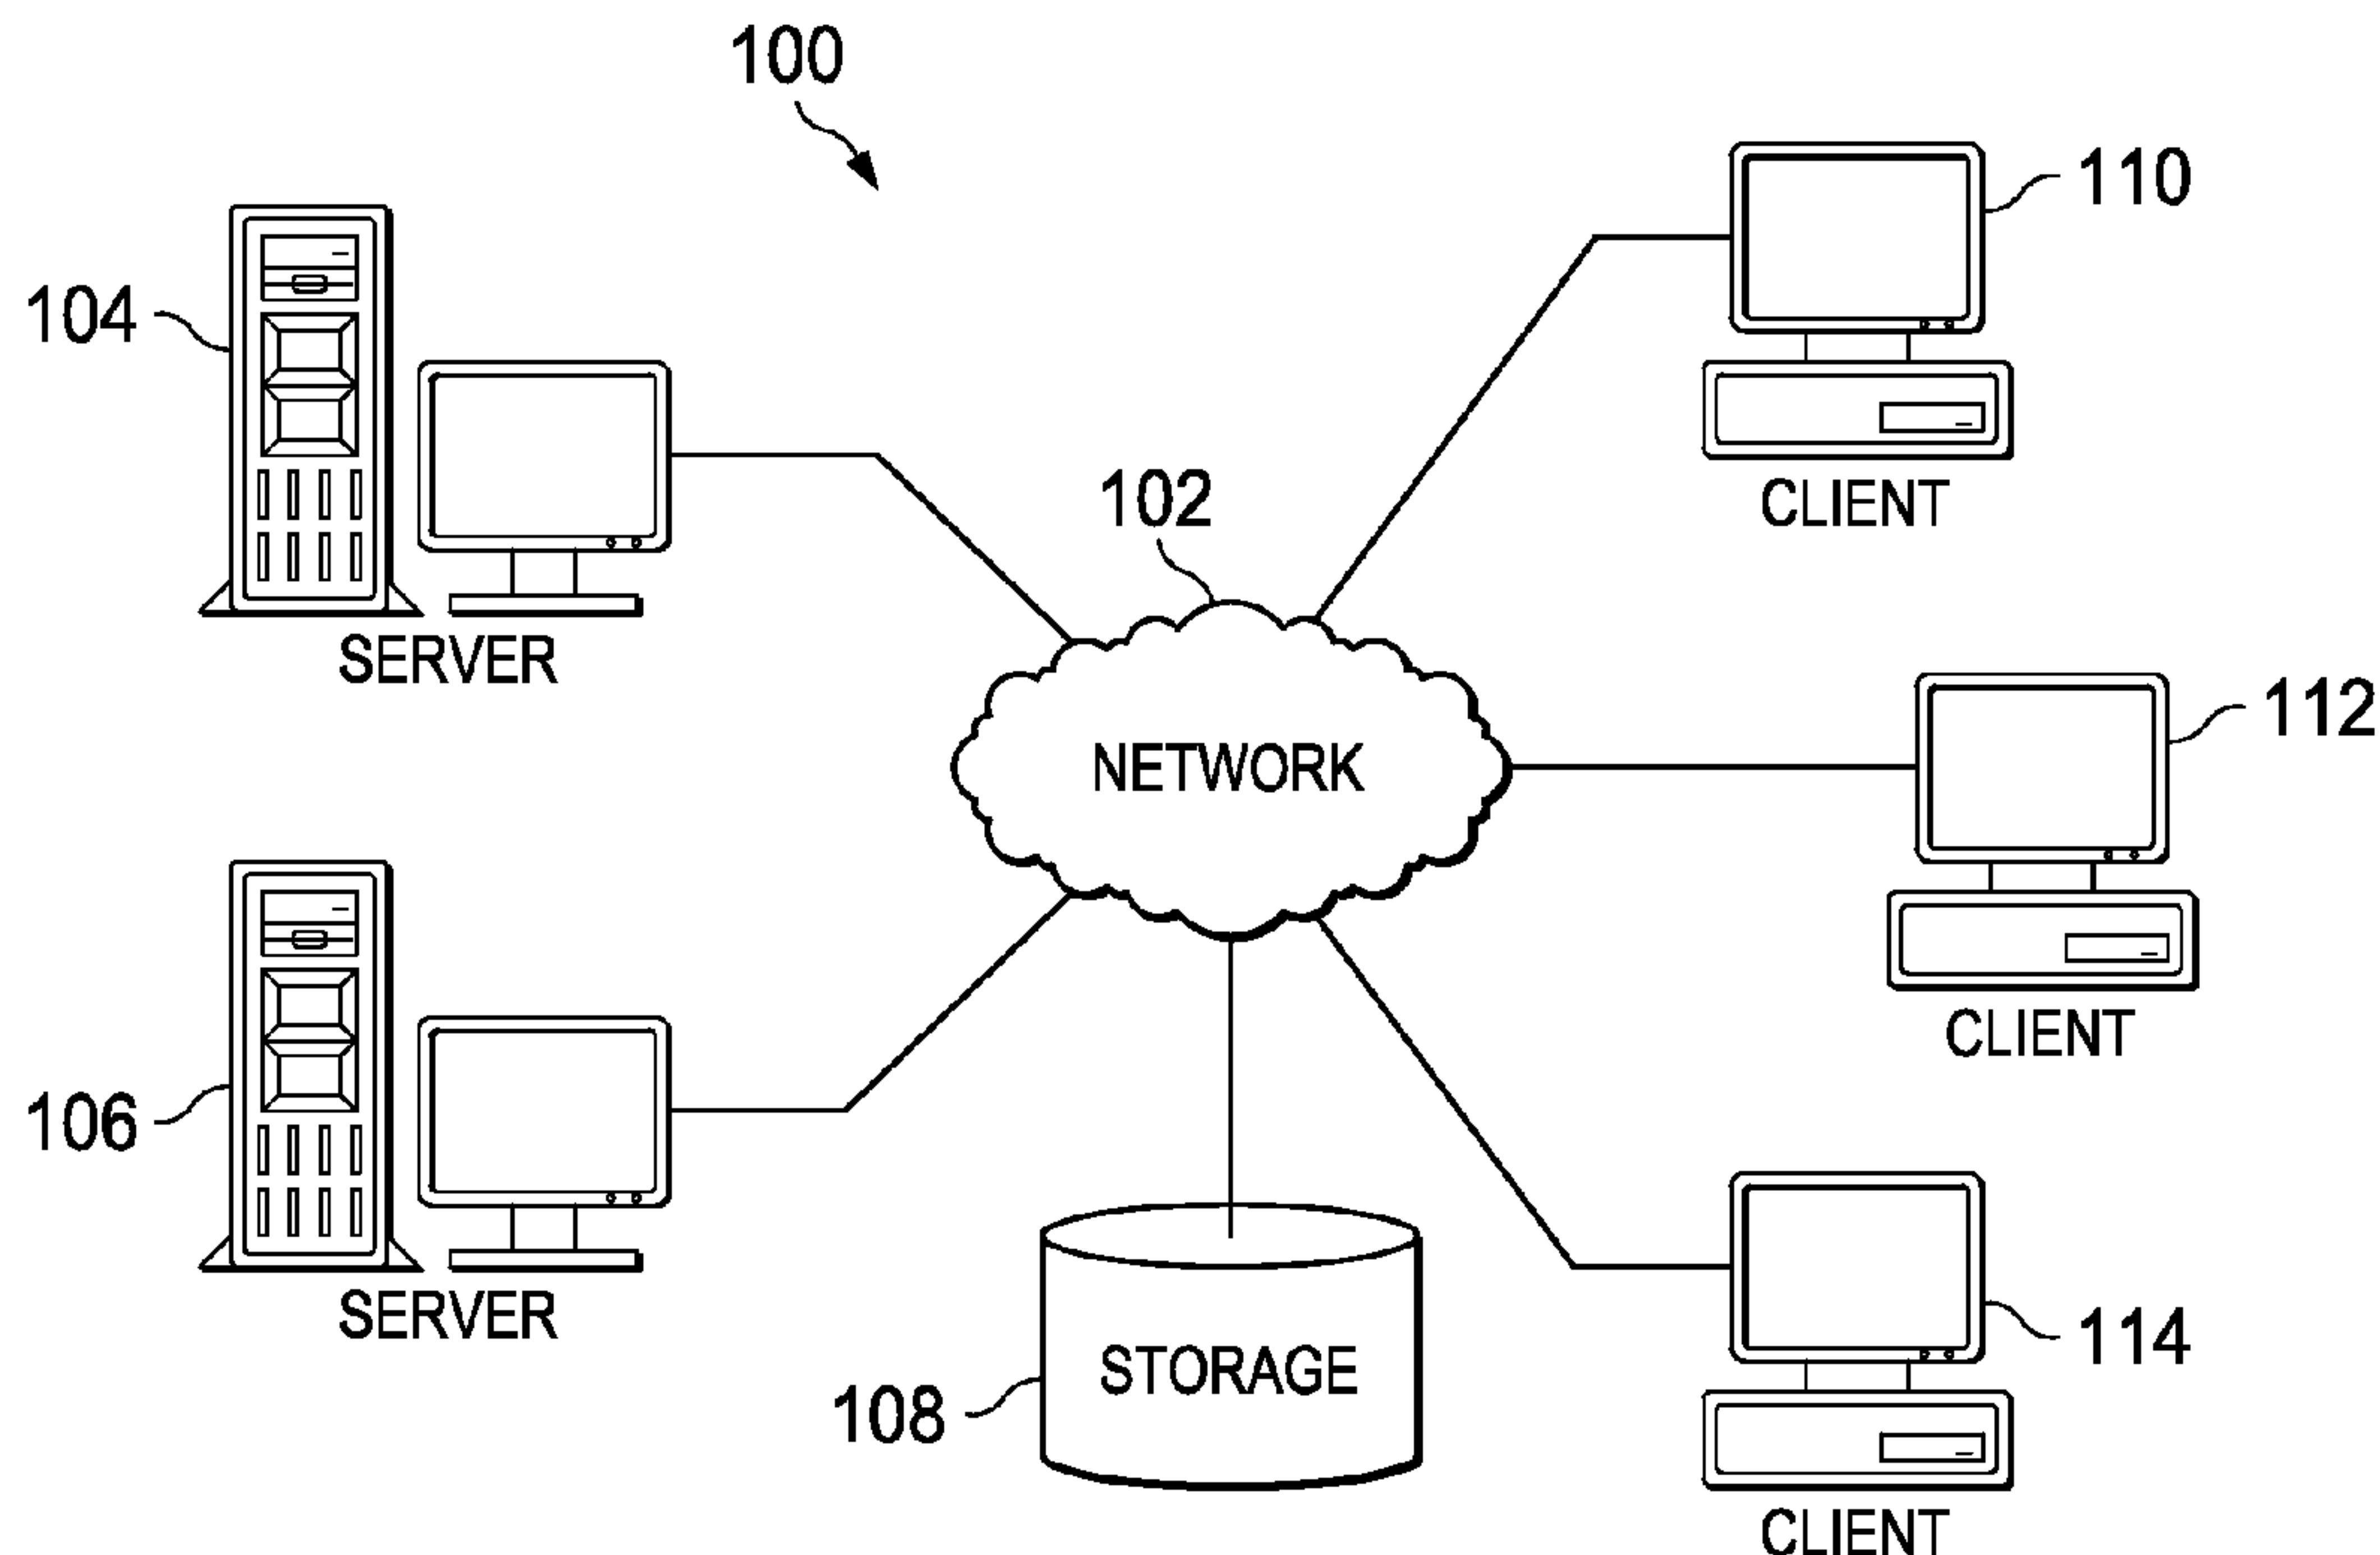 100
110
104
CLIENT
102
SERVER
112
NETWORK
CLIENT
106
SERVER
114
STORAGE
108
CLIENT